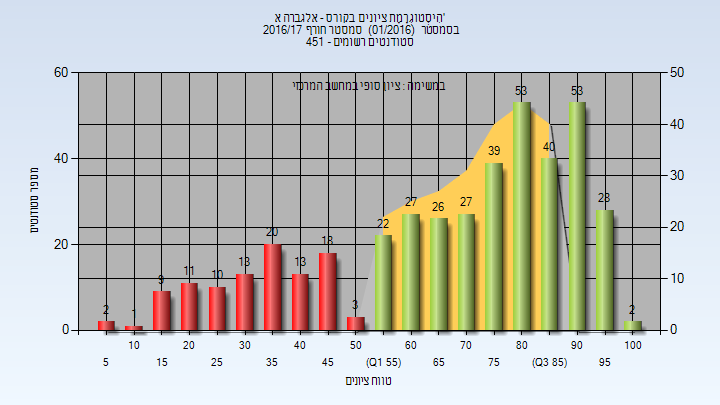 היסטוגרמת ציונים בקורס - אלגברה א'
בסמסטר (01/2016) סמסטר חורף 2016/17
סטודנטים רשומים - 451
במשימה : ציון סופי במחשב המרכזי
60 40 20 0
מספר סטודנטים
50 40 30 20 10 0
2 1 9 11 10 13 20 13 18 3 22 27 26 27 39 53 40 53 28 2
10 20 30 40 50 60 70 80 90 100
5 15 25 35 45 (Q1 55) 65 75 (Q3 85) 95
טווח ציונים